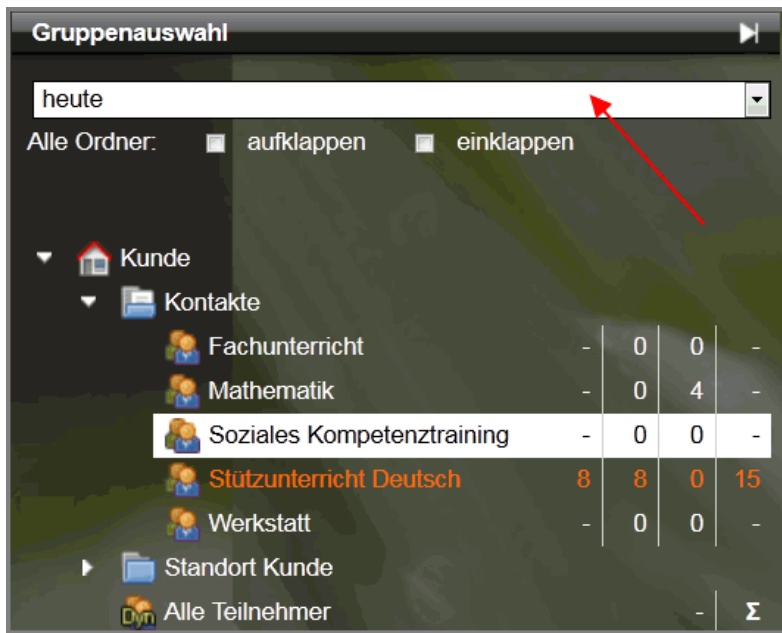 Gruppenauswahl
heute
Alle Ordner: aufklappen einklappen
Kunde
Kontakte
Fachunterricht - 0 0 -
Mathematik - 0 4 -
Soziales Kompetenztraining - 0 0 -
Stützunterricht Deutsch 8 8 0 15
Werkstatt - 0 0 -
Standort Kunde
Dyn Alle Teilnehmer - Σ